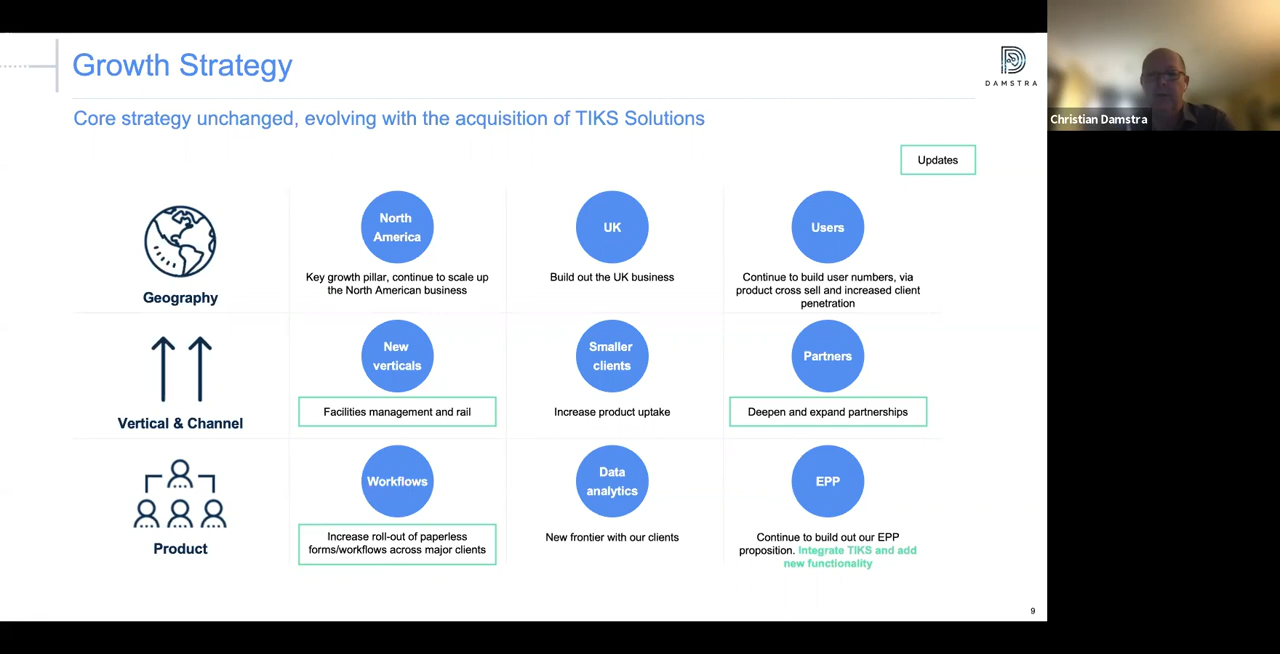 Growth Strategy
DAMSTRA
Christian Damstra
Core strategy unchanged, evolving with the acquisition of TIKS Solutions
Updates
North
America
UK
Users
Key growth pillar, continue to scale up
the North American business
Build out the UK business
Continue to build user numbers, via
product cross sell and increased client
penetration
Geography
New
verticals
Smaller
clients
Partners
Facilities management and rail
Increase product uptake
Deepen and expand partnerships
Vertical & Channel
Workflows
Data
analytics
EPP
Increase roll-out of paperless
forms/workflows across major clients
New frontier with our clients
Continue to build out our EPP
proposition. Integrate TIKS and add
new functionality
Product
9